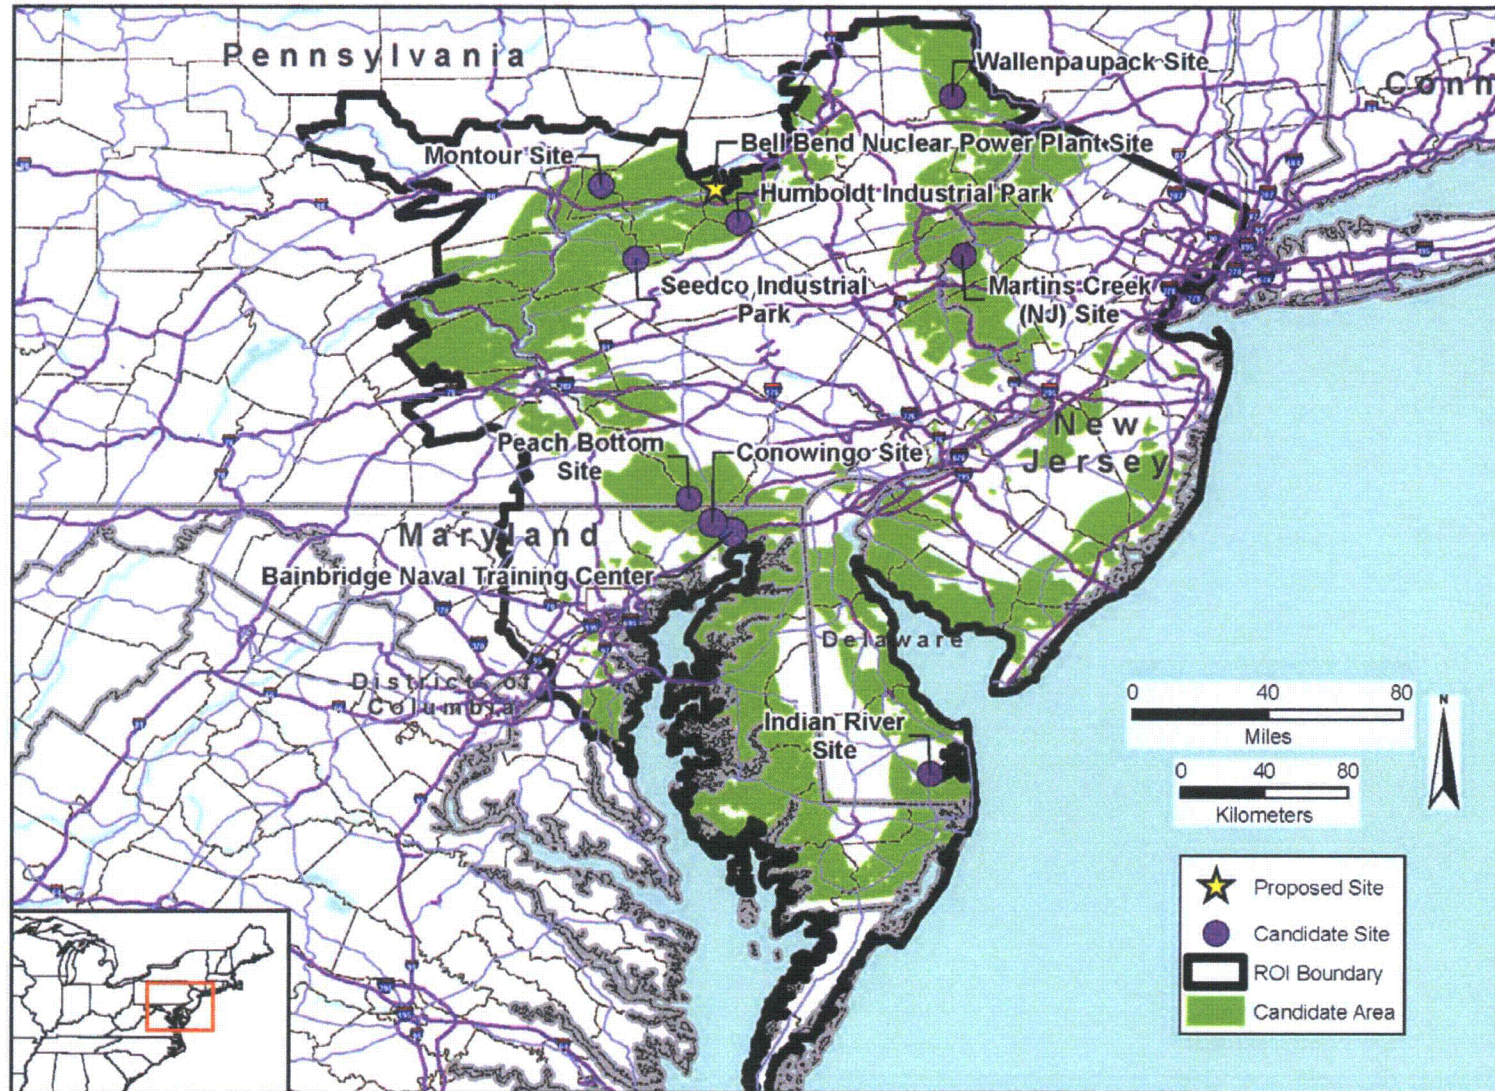 Pennsylvania
Wallenpaupack Site
Conn
Bell Bend Nuclear Power Plant Site
Montour Site
Humboldt Industrial Park
Seedco Industrial
Park
Martins Creek
(NJ) Site
New
Jersey
Peach Bottom
Site
Conowingo Site
Maryland
Bainbridge Naval Training Center
Delaware
District of
Columbia
Indian River
Site
0 40 80
Miles
0 40 80
Kilometers
N
Proposed Site
Candidate Site
ROI Boundary
Candidate Area